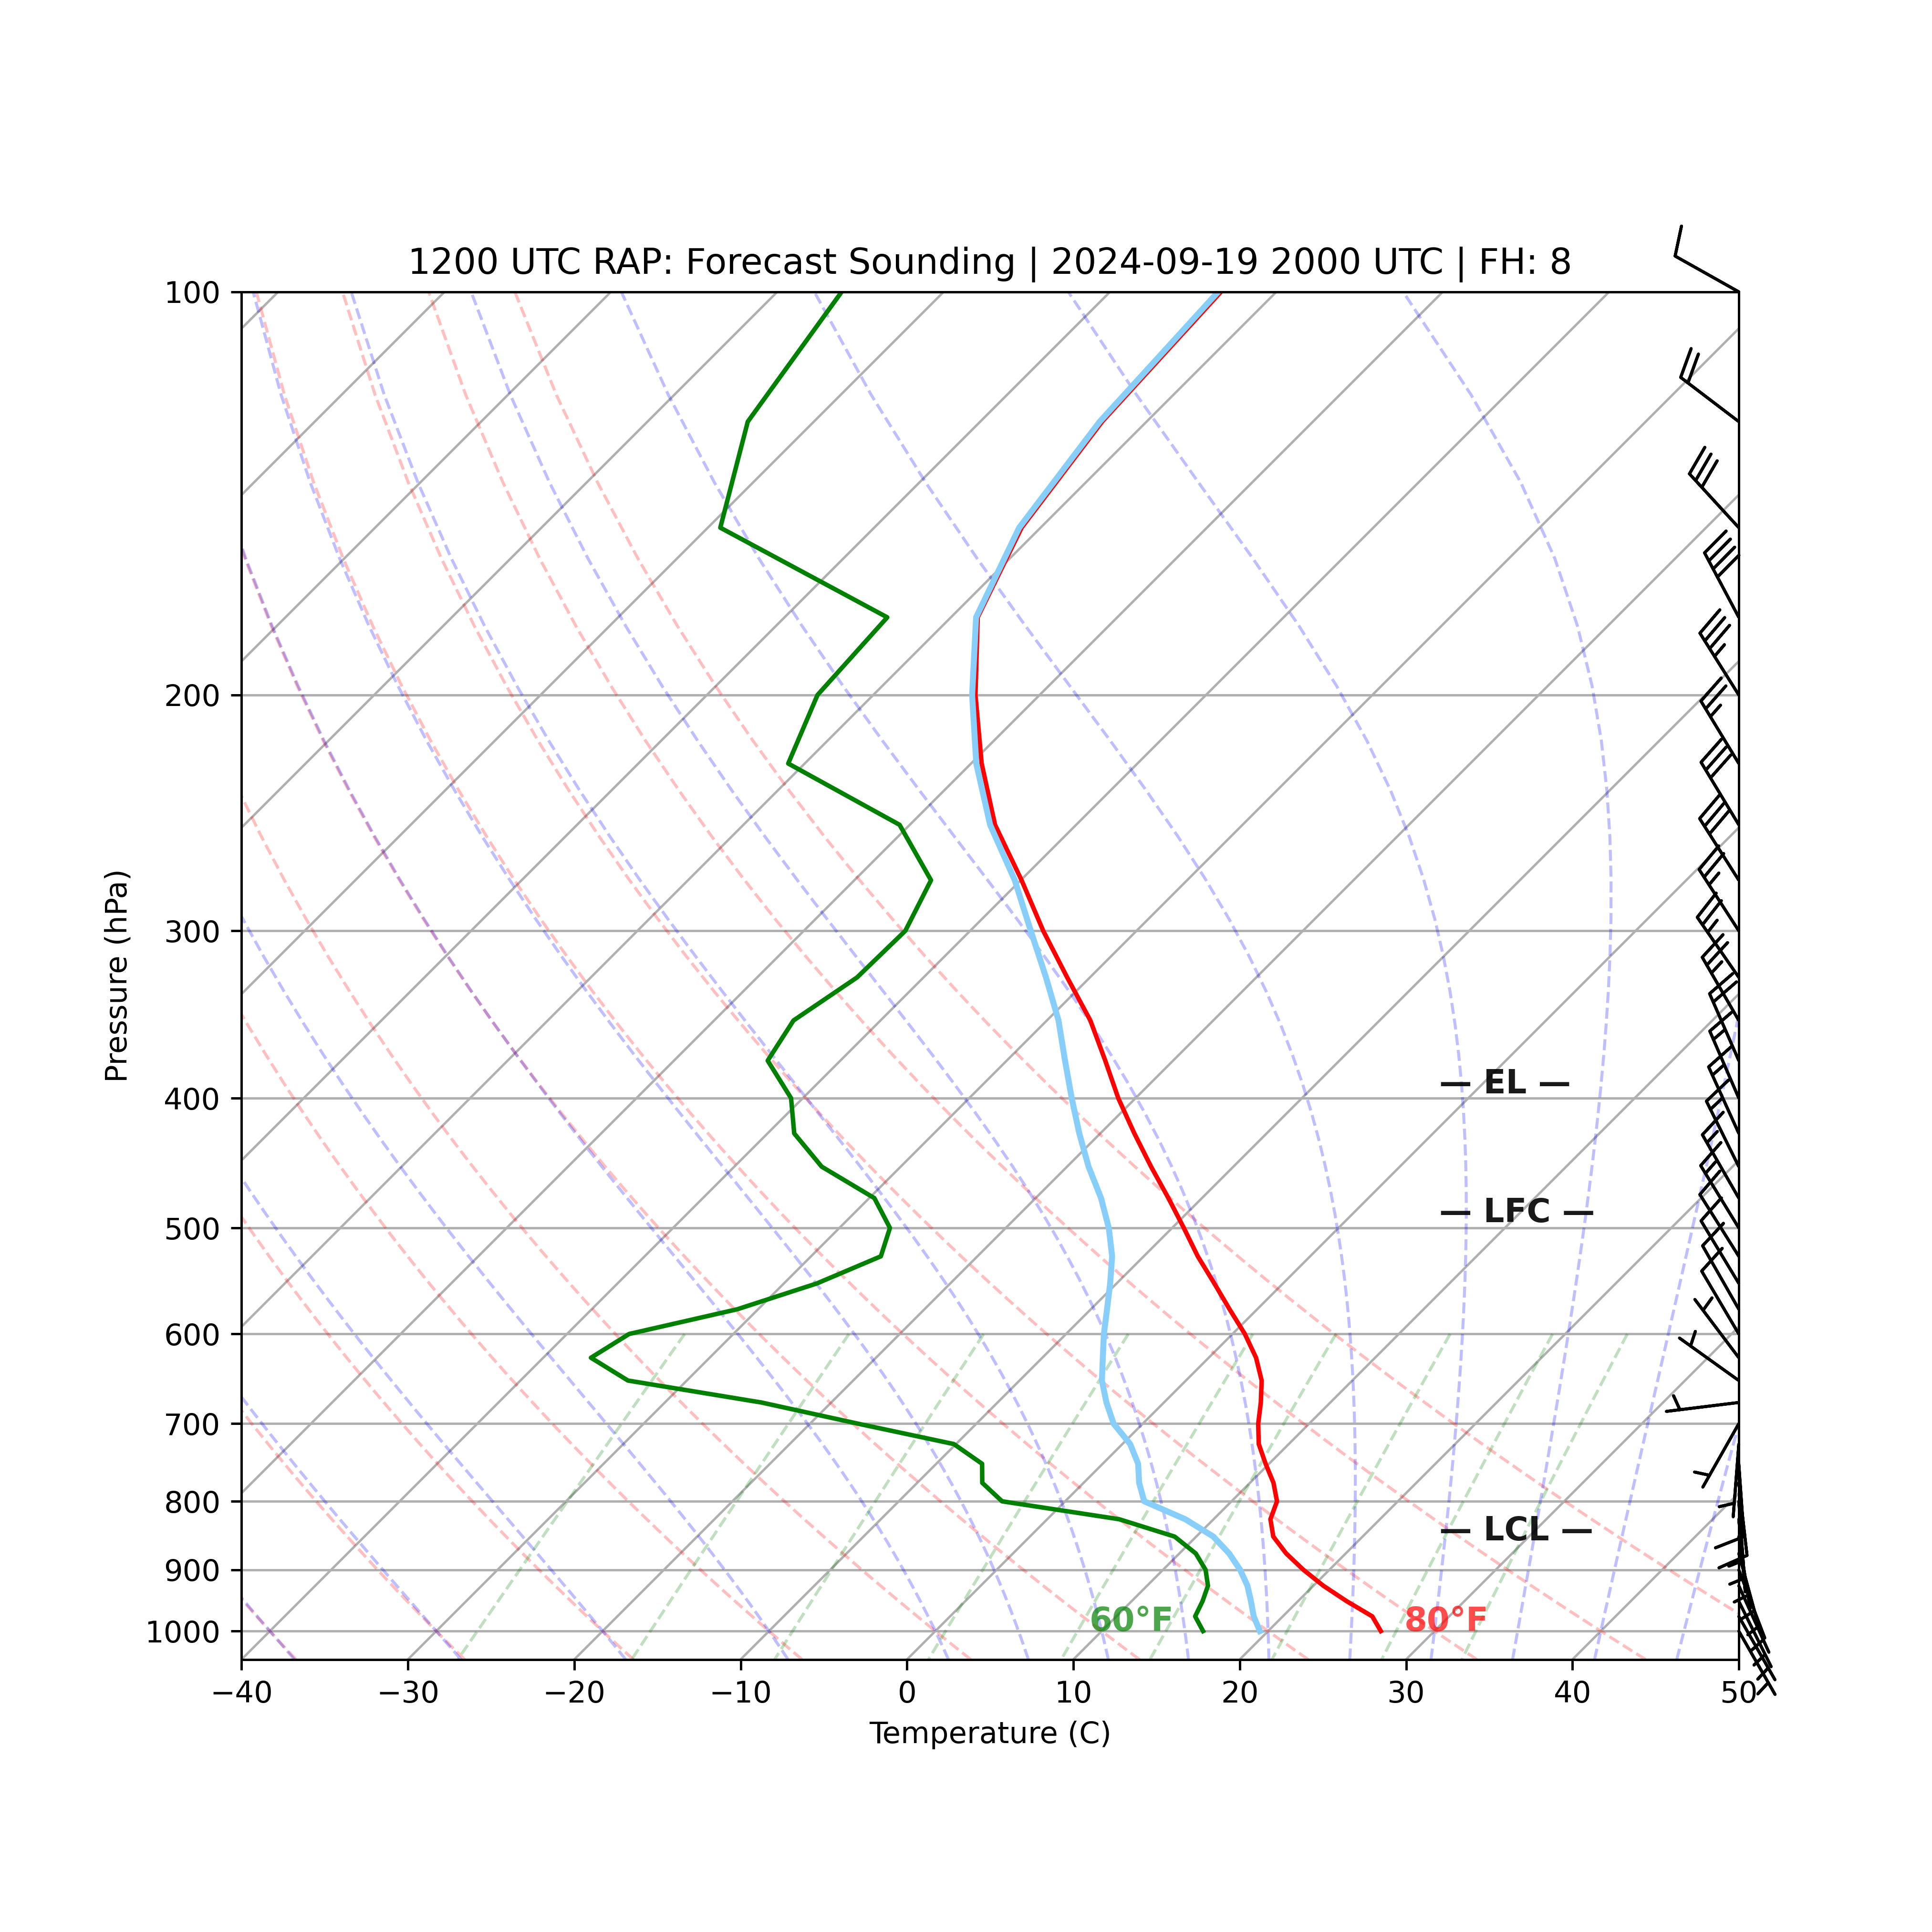 1200 UTC RAP: Forecast Sounding | 2024-09-19 2000 UTC | FH: 8
100
200
300
400
500
600
700
800
900
1000
Pressure (hPa)
— EL —
— LFC —
— LCL —
60°F
80°F
−40
−30
−20
−10
0
10
20
30
40
50
Temperature (C)